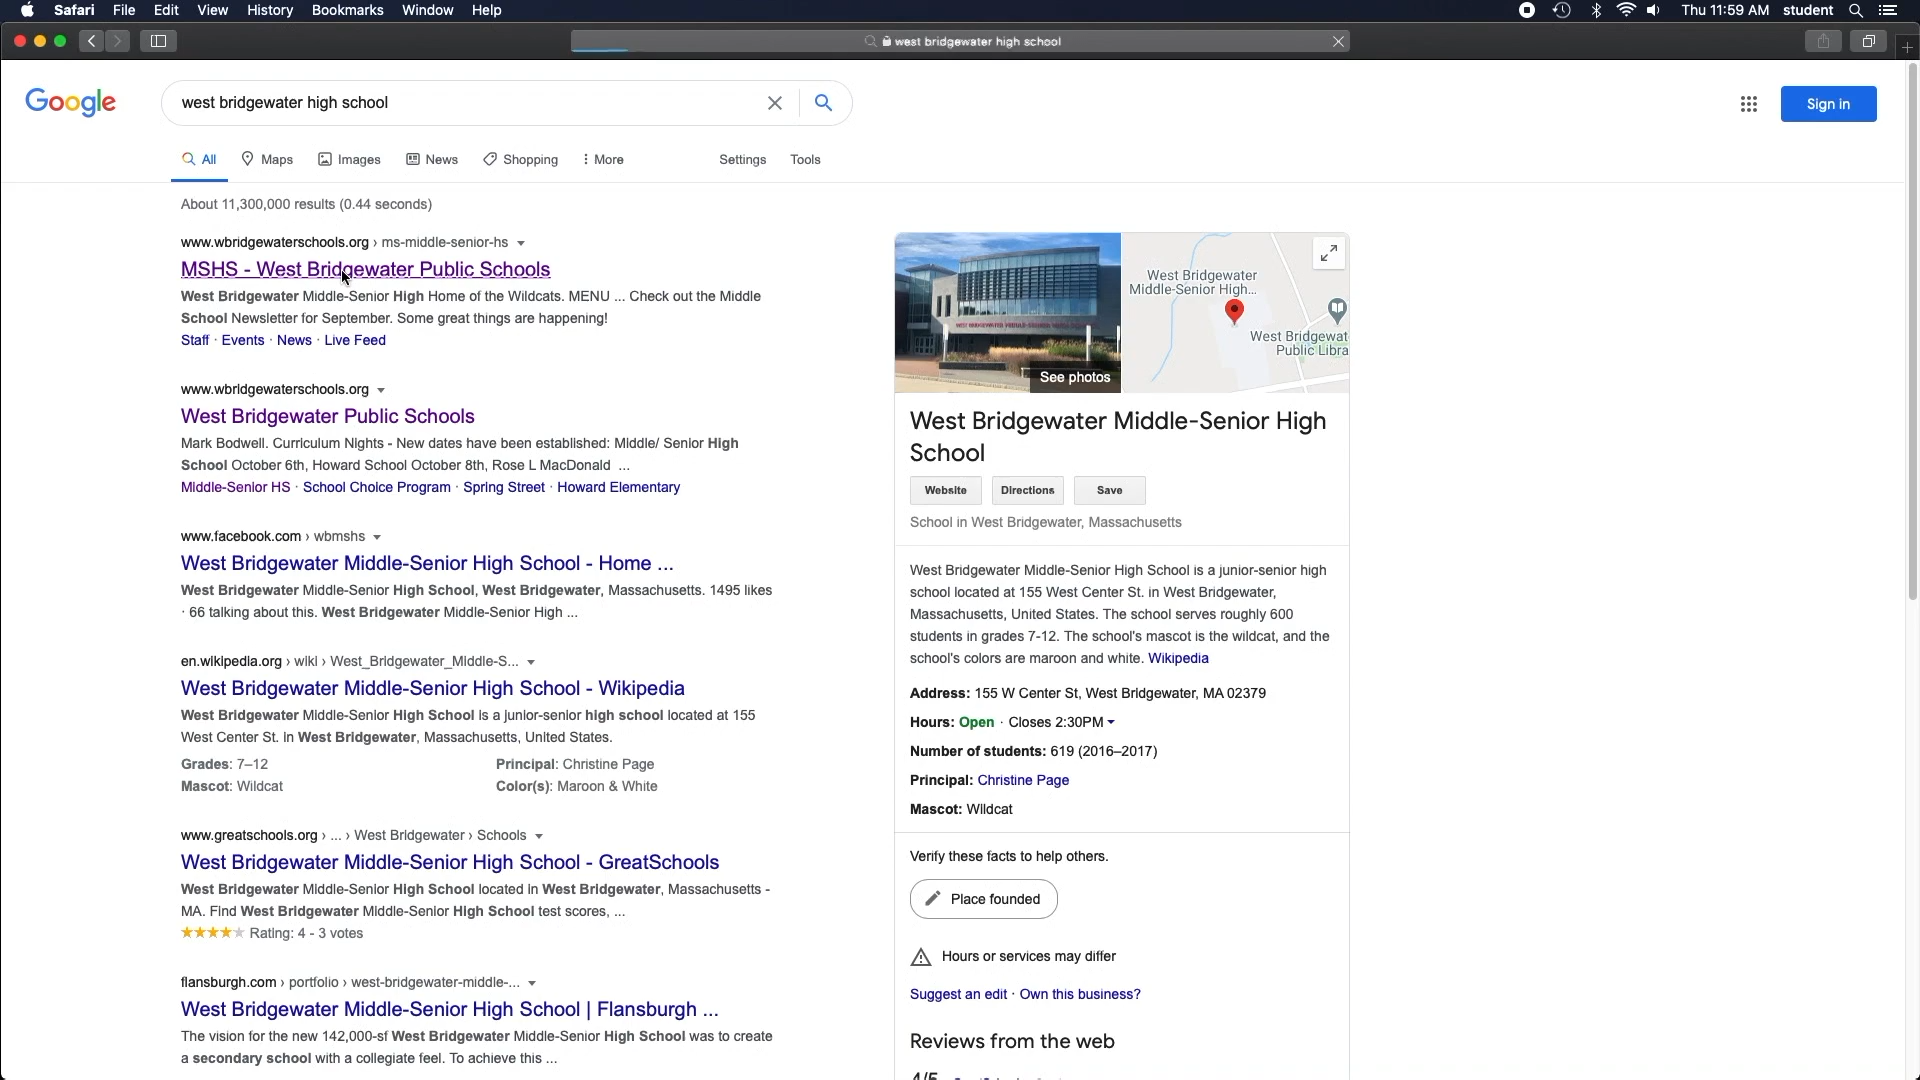 Safari File Edit View History Bookmarks Window Help
Thu 11:59 AM student
west bridgewater high school
Google
west bridgewater high school
Sign in
All Maps Images News Shopping More Settings Tools
About 11,300,000 results (0.44 seconds)
www.wbridgewaterschools.org › ms-middle-senior-hs
MSHS - West Bridgewater Public Schools
West Bridgewater Middle-Senior High Home of the Wildcats. MENU ... Check out the Middle
School Newsletter for September. Some great things are happening!
Staff · Events · News · Live Feed
www.wbridgewaterschools.org
West Bridgewater Public Schools
Mark Bodwell. Curriculum Nights - New dates have been established: Middle/ Senior High
School October 6th, Howard School October 8th, Rose L MacDonald ...
Middle-Senior HS · School Choice Program · Spring Street · Howard Elementary
www.facebook.com › wbmshs
West Bridgewater Middle-Senior High School - Home ...
West Bridgewater Middle-Senior High School, West Bridgewater, Massachusetts. 1495 likes
· 66 talking about this. West Bridgewater Middle-Senior High ...
en.wikipedia.org › wiki › West_Bridgewater_Middle-S...
West Bridgewater Middle-Senior High School - Wikipedia
West Bridgewater Middle-Senior High School is a junior-senior high school located at 155
West Center St. in West Bridgewater, Massachusetts, United States.
Grades: 7–12 Principal: Christine Page
Mascot: Wildcat Color(s): Maroon & White
www.greatschools.org › ... › West Bridgewater › Schools
West Bridgewater Middle-Senior High School - GreatSchools
West Bridgewater Middle-Senior High School located in West Bridgewater, Massachusetts -
MA. Find West Bridgewater Middle-Senior High School test scores, ...
Rating: 4 - 3 votes
flansburgh.com › portfolio › west-bridgewater-middle-...
West Bridgewater Middle-Senior High School | Flansburgh ...
The vision for the new 142,000-sf West Bridgewater Middle-Senior High School was to create
a secondary school with a collegiate feel. To achieve this ...
See photos
West Bridgewater
Middle-Senior High...
West Bridgewat
Public Libra
West Bridgewater Middle-Senior High
School
Website Directions Save
School in West Bridgewater, Massachusetts
West Bridgewater Middle-Senior High School is a junior-senior high
school located at 155 West Center St. in West Bridgewater,
Massachusetts, United States. The school serves roughly 600
students in grades 7-12. The school's mascot is the wildcat, and the
school's colors are maroon and white. Wikipedia
Address: 155 W Center St, West Bridgewater, MA 02379
Hours: Open · Closes 2:30PM
Number of students: 619 (2016–2017)
Principal: Christine Page
Mascot: Wildcat
Verify these facts to help others.
Place founded
Hours or services may differ
Suggest an edit · Own this business?
Reviews from the web
4/5